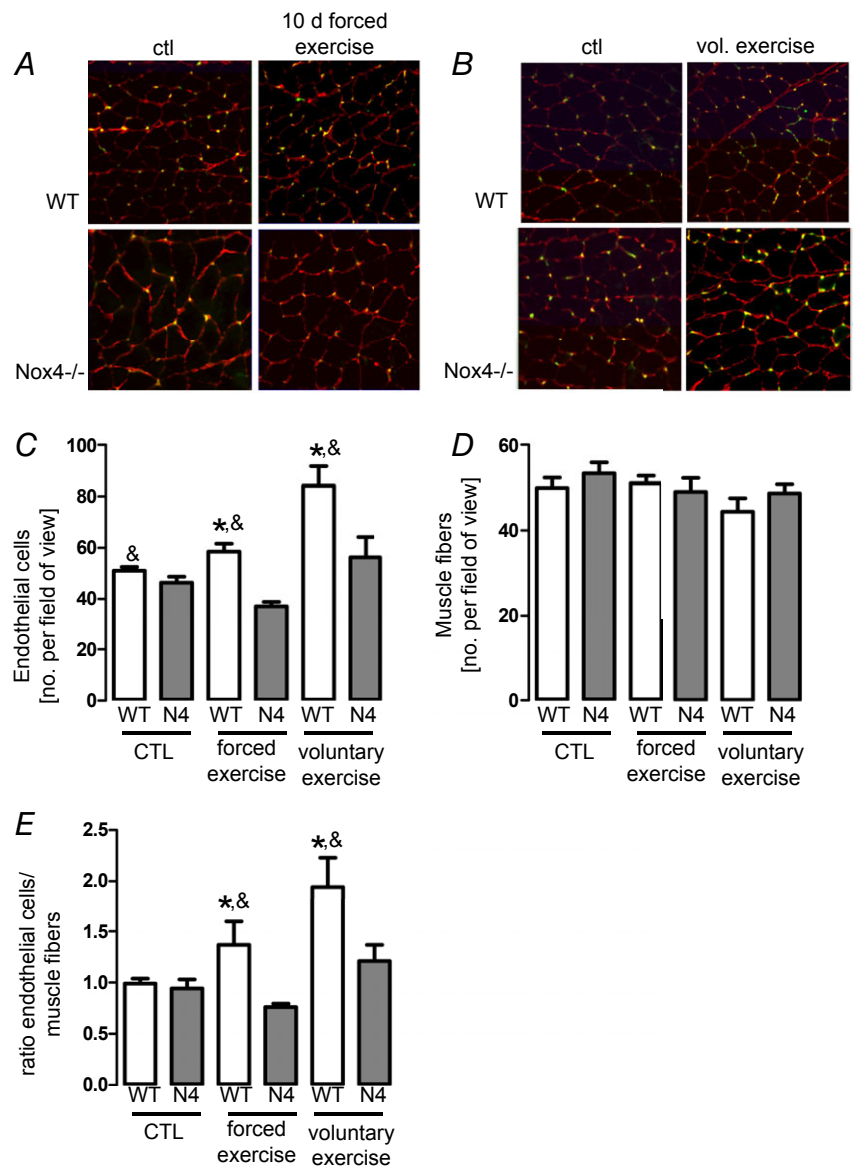 A
ctl
10 d forced
exercise
WT
Nox4-/-
B
ctl
vol. exercise
WT
Nox4-/-
C
Endothelial cells
[no. per field of view]
100
80
60
40
20
0
&
*,&
*,&
WT N4 WT N4 WT N4
CTL
forced
exercise
voluntary
exercise
D
Muscle fibers
[no. per field of view]
60
40
20
0
WT N4 WT N4 WT N4
CTL
forced
exercise
voluntary
exercise
E
ratio endothelial cells/
muscle fibers
2.5
2.0
1.5
1.0
0.5
0.0
*,&
*,&
WT N4 WT N4 WT N4
CTL
forced
exercise
voluntary
exercise